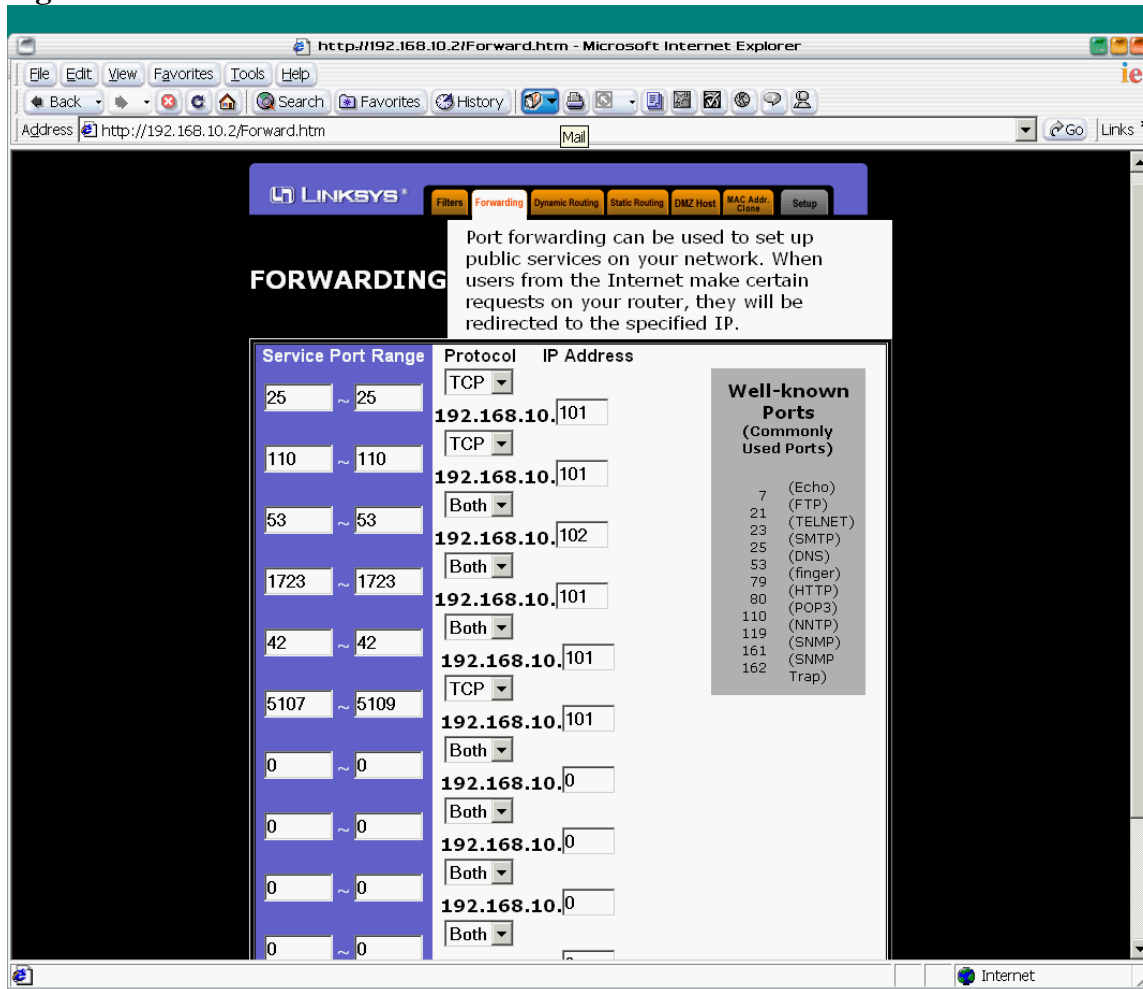 http://192.168.10.2/Forward.htm - Microsoft Internet Explorer
File Edit View Favorites Tools Help
Back Search Favorites History
Address http://192.168.10.2/Forward.htm Go Links
Mail
LINKSYS®
Filters Forwarding Dynamic Routing Static Routing DMZ Host MAC Addr. Clone Setup
FORWARDING
Port forwarding can be used to set up
public services on your network. When
users from the Internet make certain
requests on your router, they will be
redirected to the specified IP.
Service Port Range Protocol IP Address
25 ~ 25 TCP 192.168.10.101
110 ~ 110 TCP 192.168.10.101
53 ~ 53 Both 192.168.10.102
1723 ~ 1723 Both 192.168.10.101
42 ~ 42 Both 192.168.10.101
5107 ~ 5109 TCP 192.168.10.101
0 ~ 0 Both 192.168.10.0
0 ~ 0 Both 192.168.10.0
0 ~ 0 Both 192.168.10.0
0 ~ 0 Both
Well-known
Ports
(Commonly
Used Ports)
7 (Echo)
21 (FTP)
23 (TELNET)
25 (SMTP)
53 (DNS)
79 (finger)
80 (HTTP)
110 (POP3)
119 (NNTP)
161 (SNMP)
162 (SNMP
Trap)
Internet